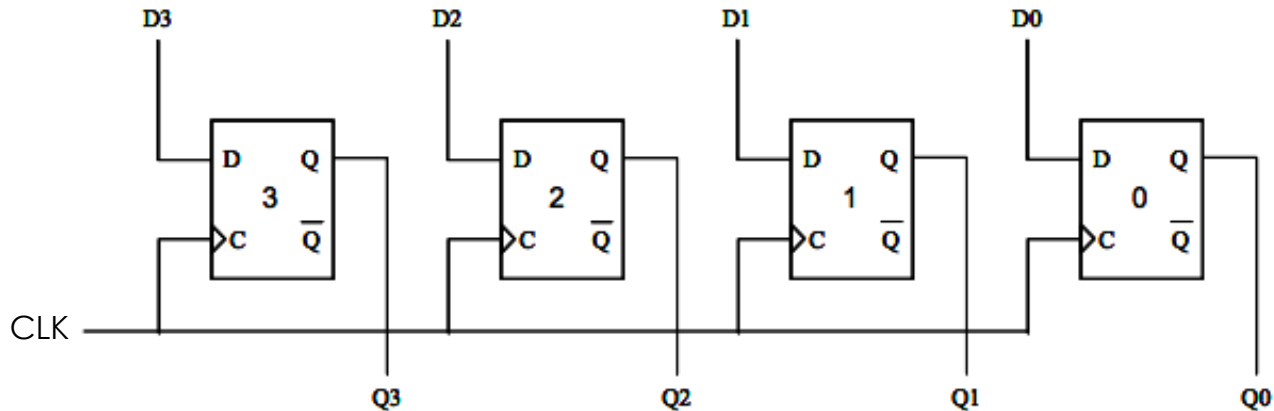 D3 D2 D1 D0
D Q D Q D Q D Q
3 2 1 0
C Q̅ C Q̅ C Q̅ C Q̅
CLK
Q3 Q2 Q1 Q0